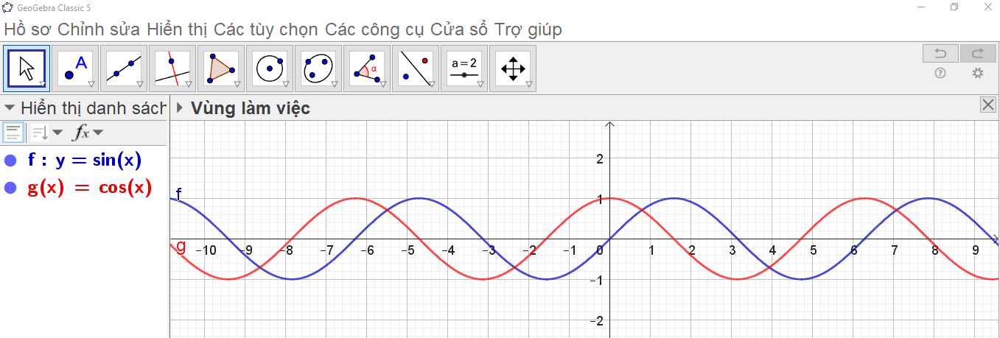 GeoGebra Classic 5
Hồ sơ Chỉnh sửa Hiển thị Các tùy chọn Các công cụ Cửa sổ Trợ giúp
A
α
a = 2
Hiển thị danh sách
Vùng làm việc
fx
f : y = sin(x)
g(x) = cos(x)
2
f
1
g
−10 −9 −8 −7 −6 −5 −4 −3 −2 −1 0 1 2 3 4 5 6 7 8 9
−1
−2